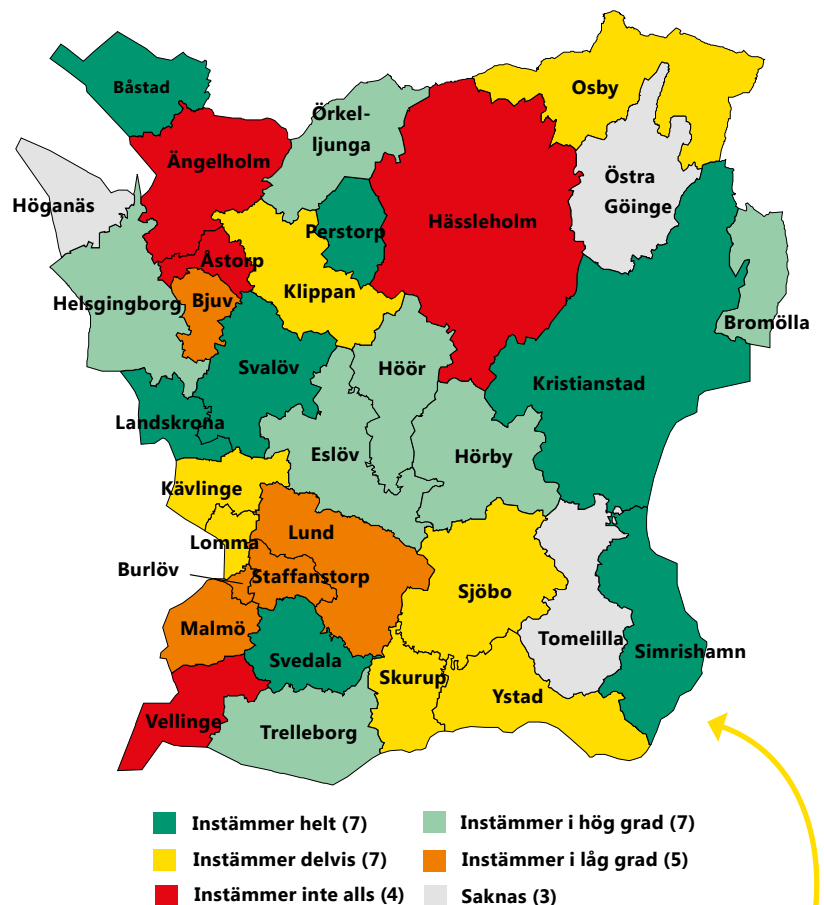 Båstad
Osby
Örkel-
ljunga
Ängelholm
Östra
Göinge
Höganäs
Hässleholm
Perstorp
Åstorp
Klippan
Helsgingborg
Bjuv
Bromölla
Svalöv
Höör
Kristianstad
Landskrona
Eslöv
Hörby
Kävlinge
Lund
Lomma
Burlöv
Staffanstorp
Sjöbo
Malmö
Tomelilla
Simrishamn
Svedala
Skurup
Ystad
Vellinge
Trelleborg
Instämmer helt (7)
Instämmer i hög grad (7)
Instämmer delvis (7)
Instämmer i låg grad (5)
Instämmer inte alls (4)
Saknas (3)